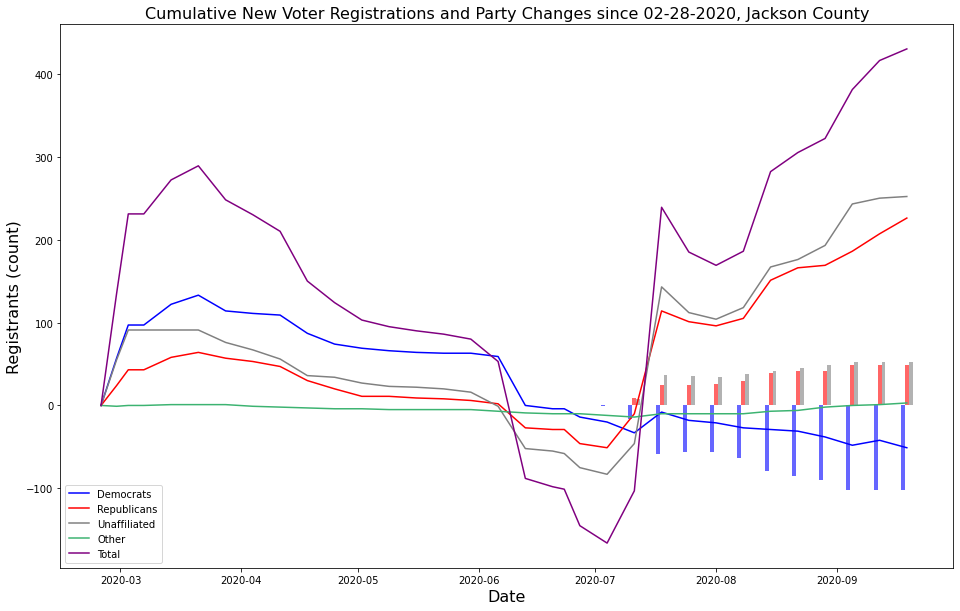 Cumulative New Voter Registrations and Party Changes since 02-28-2020, Jackson County
Registrants (count)
400
300
200
100
0
−100
Democrats
Republicans
Unaffiliated
Other
Total
2020-03 2020-04 2020-05 2020-06 2020-07 2020-08 2020-09
Date